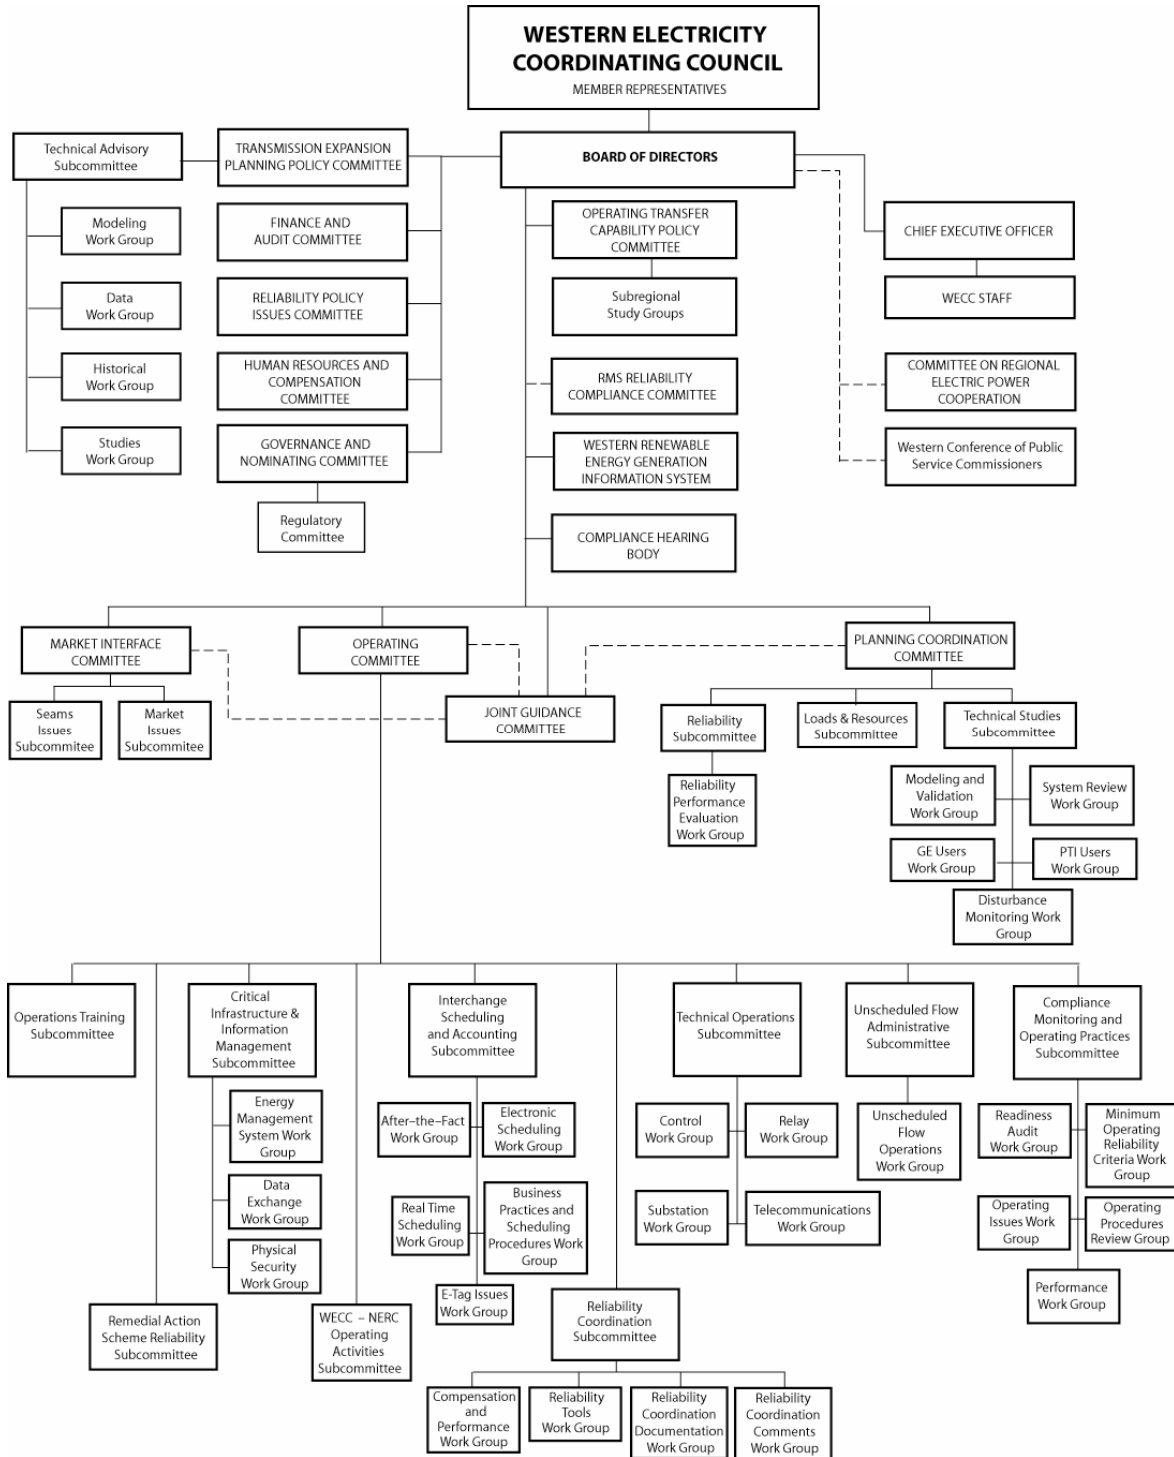 WESTERN ELECTRICITY
COORDINATING COUNCIL
MEMBER REPRESENTATIVES
BOARD OF DIRECTORS
Technical Advisory
Subcommittee
TRANSMISSION EXPANSION
PLANNING POLICY COMMITTEE
Modeling
Work Group
Data
Work Group
Historical
Work Group
Studies
Work Group
FINANCE AND
AUDIT COMMITTEE
RELIABILITY POLICY
ISSUES COMMITTEE
HUMAN RESOURCES AND
COMPENSATION
COMMITTEE
GOVERNANCE AND
NOMINATING COMMITTEE
Regulatory
Committee
OPERATING TRANSFER
CAPABILITY POLICY
COMMITTEE
Subregional
Study Groups
RMS RELIABILITY
COMPLIANCE COMMITTEE
WESTERN RENEWABLE
ENERGY GENERATION
INFORMATION SYSTEM
COMPLIANCE HEARING
BODY
CHIEF EXECUTIVE OFFICER
WECC STAFF
COMMITTEE ON REGIONAL
ELECTRIC POWER
COOPERATION
Western Conference of Public
Service Commissioners
MARKET INTERFACE
COMMITTEE
Seams
Issues
Subcommitee
Market
Issues
Subcommitee
OPERATING
COMMITTEE
JOINT GUIDANCE
COMMITTEE
PLANNING COORDINATION
COMMITTEE
Reliability
Subcommittee
Reliability
Performance
Evaluation
Work Group
Loads & Resources
Subcommittee
Technical Studies
Subcommittee
Modeling and
Validation
Work Group
System Review
Work Group
GE Users
Work Group
PTI Users
Work Group
Disturbance
Monitoring Work
Group
Operations Training
Subcommittee
Remedial Action
Scheme Reliability
Subcommittee
Critical
Infrastructure &
Information
Management
Subcommittee
Energy
Management
System Work
Group
Data
Exchange
Work Group
Physical
Security
Work Group
WECC – NERC
Operating
Activities
Subcommittee
Interchange
Scheduling
and Accounting
Subcommittee
After–the–Fact
Work Group
Electronic
Scheduling
Work Group
Real Time
Scheduling
Work Group
Business
Practices and
Scheduling
Procedures Work
Group
E-Tag Issues
Work Group
Reliability
Coordination
Subcommittee
Compensation
and
Performance
Work Group
Reliability
Tools
Work Group
Reliability
Coordination
Documentation
Work Group
Reliability
Coordination
Comments
Work Group
Technical Operations
Subcommittee
Control
Work Group
Relay
Work Group
Substation
Work Group
Telecommunications
Work Group
Unscheduled Flow
Administrative
Subcommittee
Unscheduled
Flow
Operations
Work Group
Compliance
Monitoring and
Operating Practices
Subcommittee
Readiness
Audit
Work Group
Minimum
Operating
Reliability
Criteria Work
Group
Operating
Issues Work
Group
Operating
Procedures
Review Group
Performance
Work Group